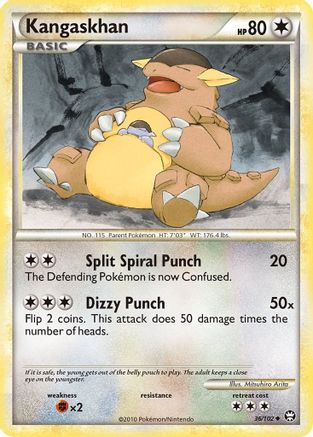 Kangaskhan
HP 80
BASIC
NO. 115 Parent Pokémon HT: 7'03" WT: 176.4 lbs.
Split Spiral Punch 20
The Defending Pokémon is now Confused.
Dizzy Punch 50x
Flip 2 coins. This attack does 50 damage times the
number of heads.
If it is safe, the young gets out of the belly pouch to play. The adult keeps a close
eye on the youngster.
Illus. Mitsuhiro Arita
weakness resistance retreat cost
×2
©2010 Pokémon/Nintendo 36/102